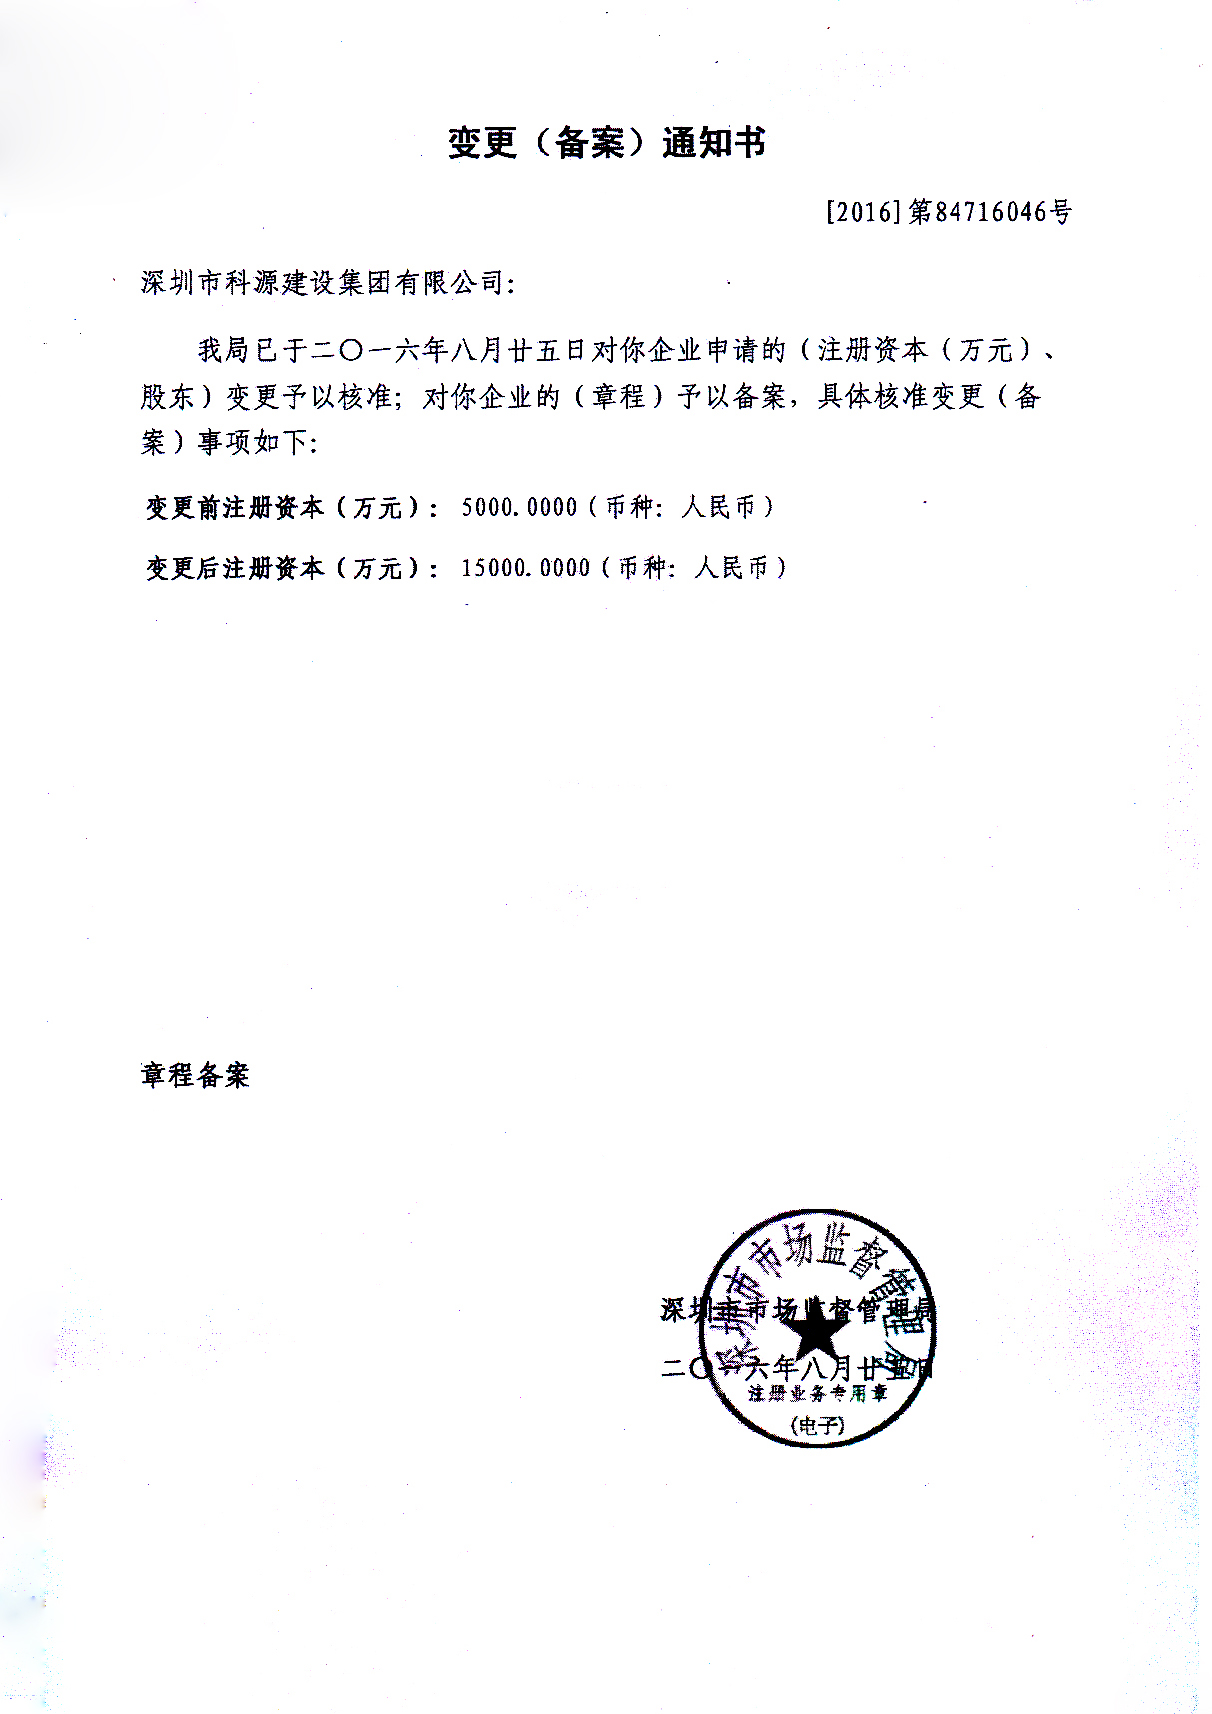 变更（备案）通知书
[2016]第84716046号
深圳市科源建设集团有限公司:
我局已于二〇一六年八月廿五日对你企业申请的（注册资本（万元）、
股东）变更予以核准；对你企业的（章程）予以备案，具体核准变更（备
案）事项如下:
变更前注册资本（万元）: 5000.0000（币种: 人民币）
变更后注册资本（万元）: 15000.0000（币种: 人民币）
章程备案
深圳市市场监督管理局
深圳市市场监督管理局
二〇一六年八月廿五日
注册业务专用章
(电子)